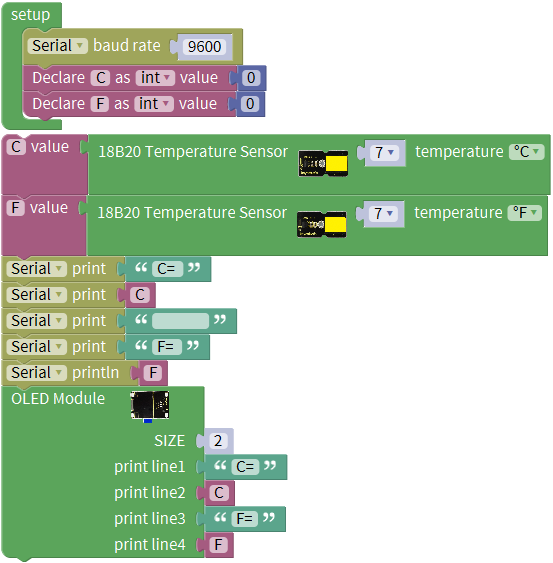 setup
Serial baud rate 9600
Declare C as int value 0
Declare F as int value 0
C value 18B20 Temperature Sensor 7 temperature °C
F value 18B20 Temperature Sensor 7 temperature °F
Serial print “ C= ”
Serial print C
Serial print “ ”
Serial print “ F= ”
Serial println F
OLED Module
SIZE 2
print line1 “ C= ”
print line2 C
print line3 “ F= ”
print line4 F